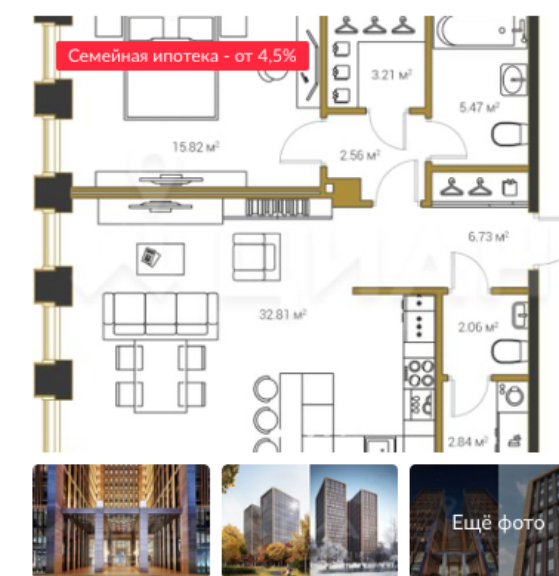 Семейная ипотека - от 4,5%
3.21 м²
5.47 м²
15.82 м²
2.56 м²
6.73 м²
32.81 м²
2.06 м²
2.84 м²
Ещё фото